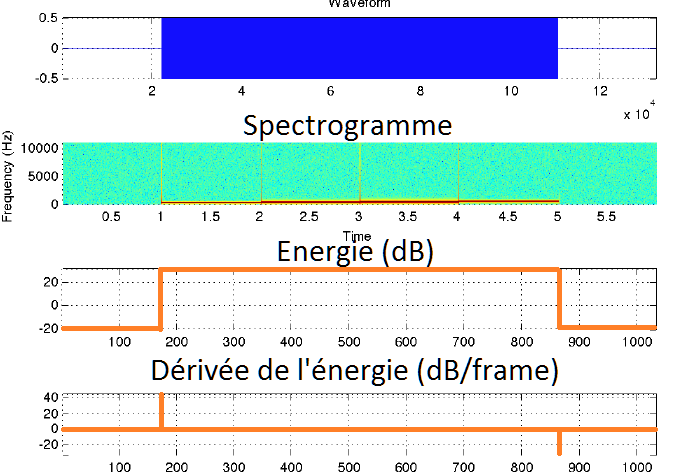 Waveform
0.5
0
-0.5
2 4 6 8 10 12
x 10⁴
Spectrogramme
Frequency (Hz)
10000
5000
0
0.5 1 1.5 2 2.5 3 3.5 4 4.5 5 5.5
Time
Energie (dB)
20
0
-20
100 200 300 400 500 600 700 800 900 1000
Dérivée de l'énergie (dB/frame)
40
20
0
-20
100 200 300 400 500 600 700 800 900 1000